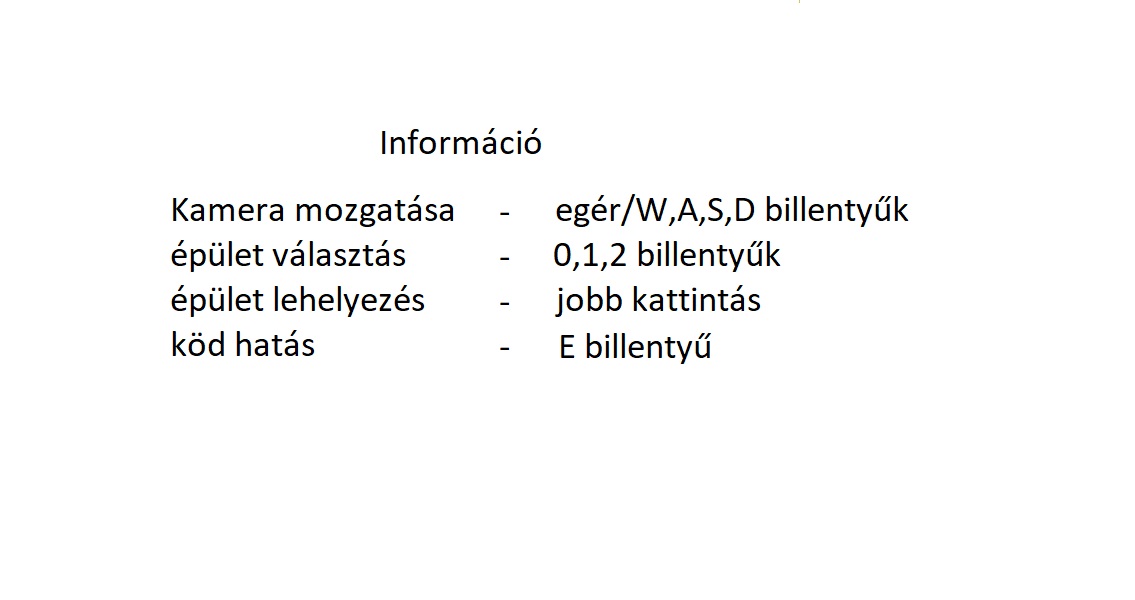 Információ
Kamera mozgatása - egér/W,A,S,D billentyűk
épület választás - 0,1,2 billentyűk
épület lehelyezés - jobb kattintás
köd hatás - E billentyű